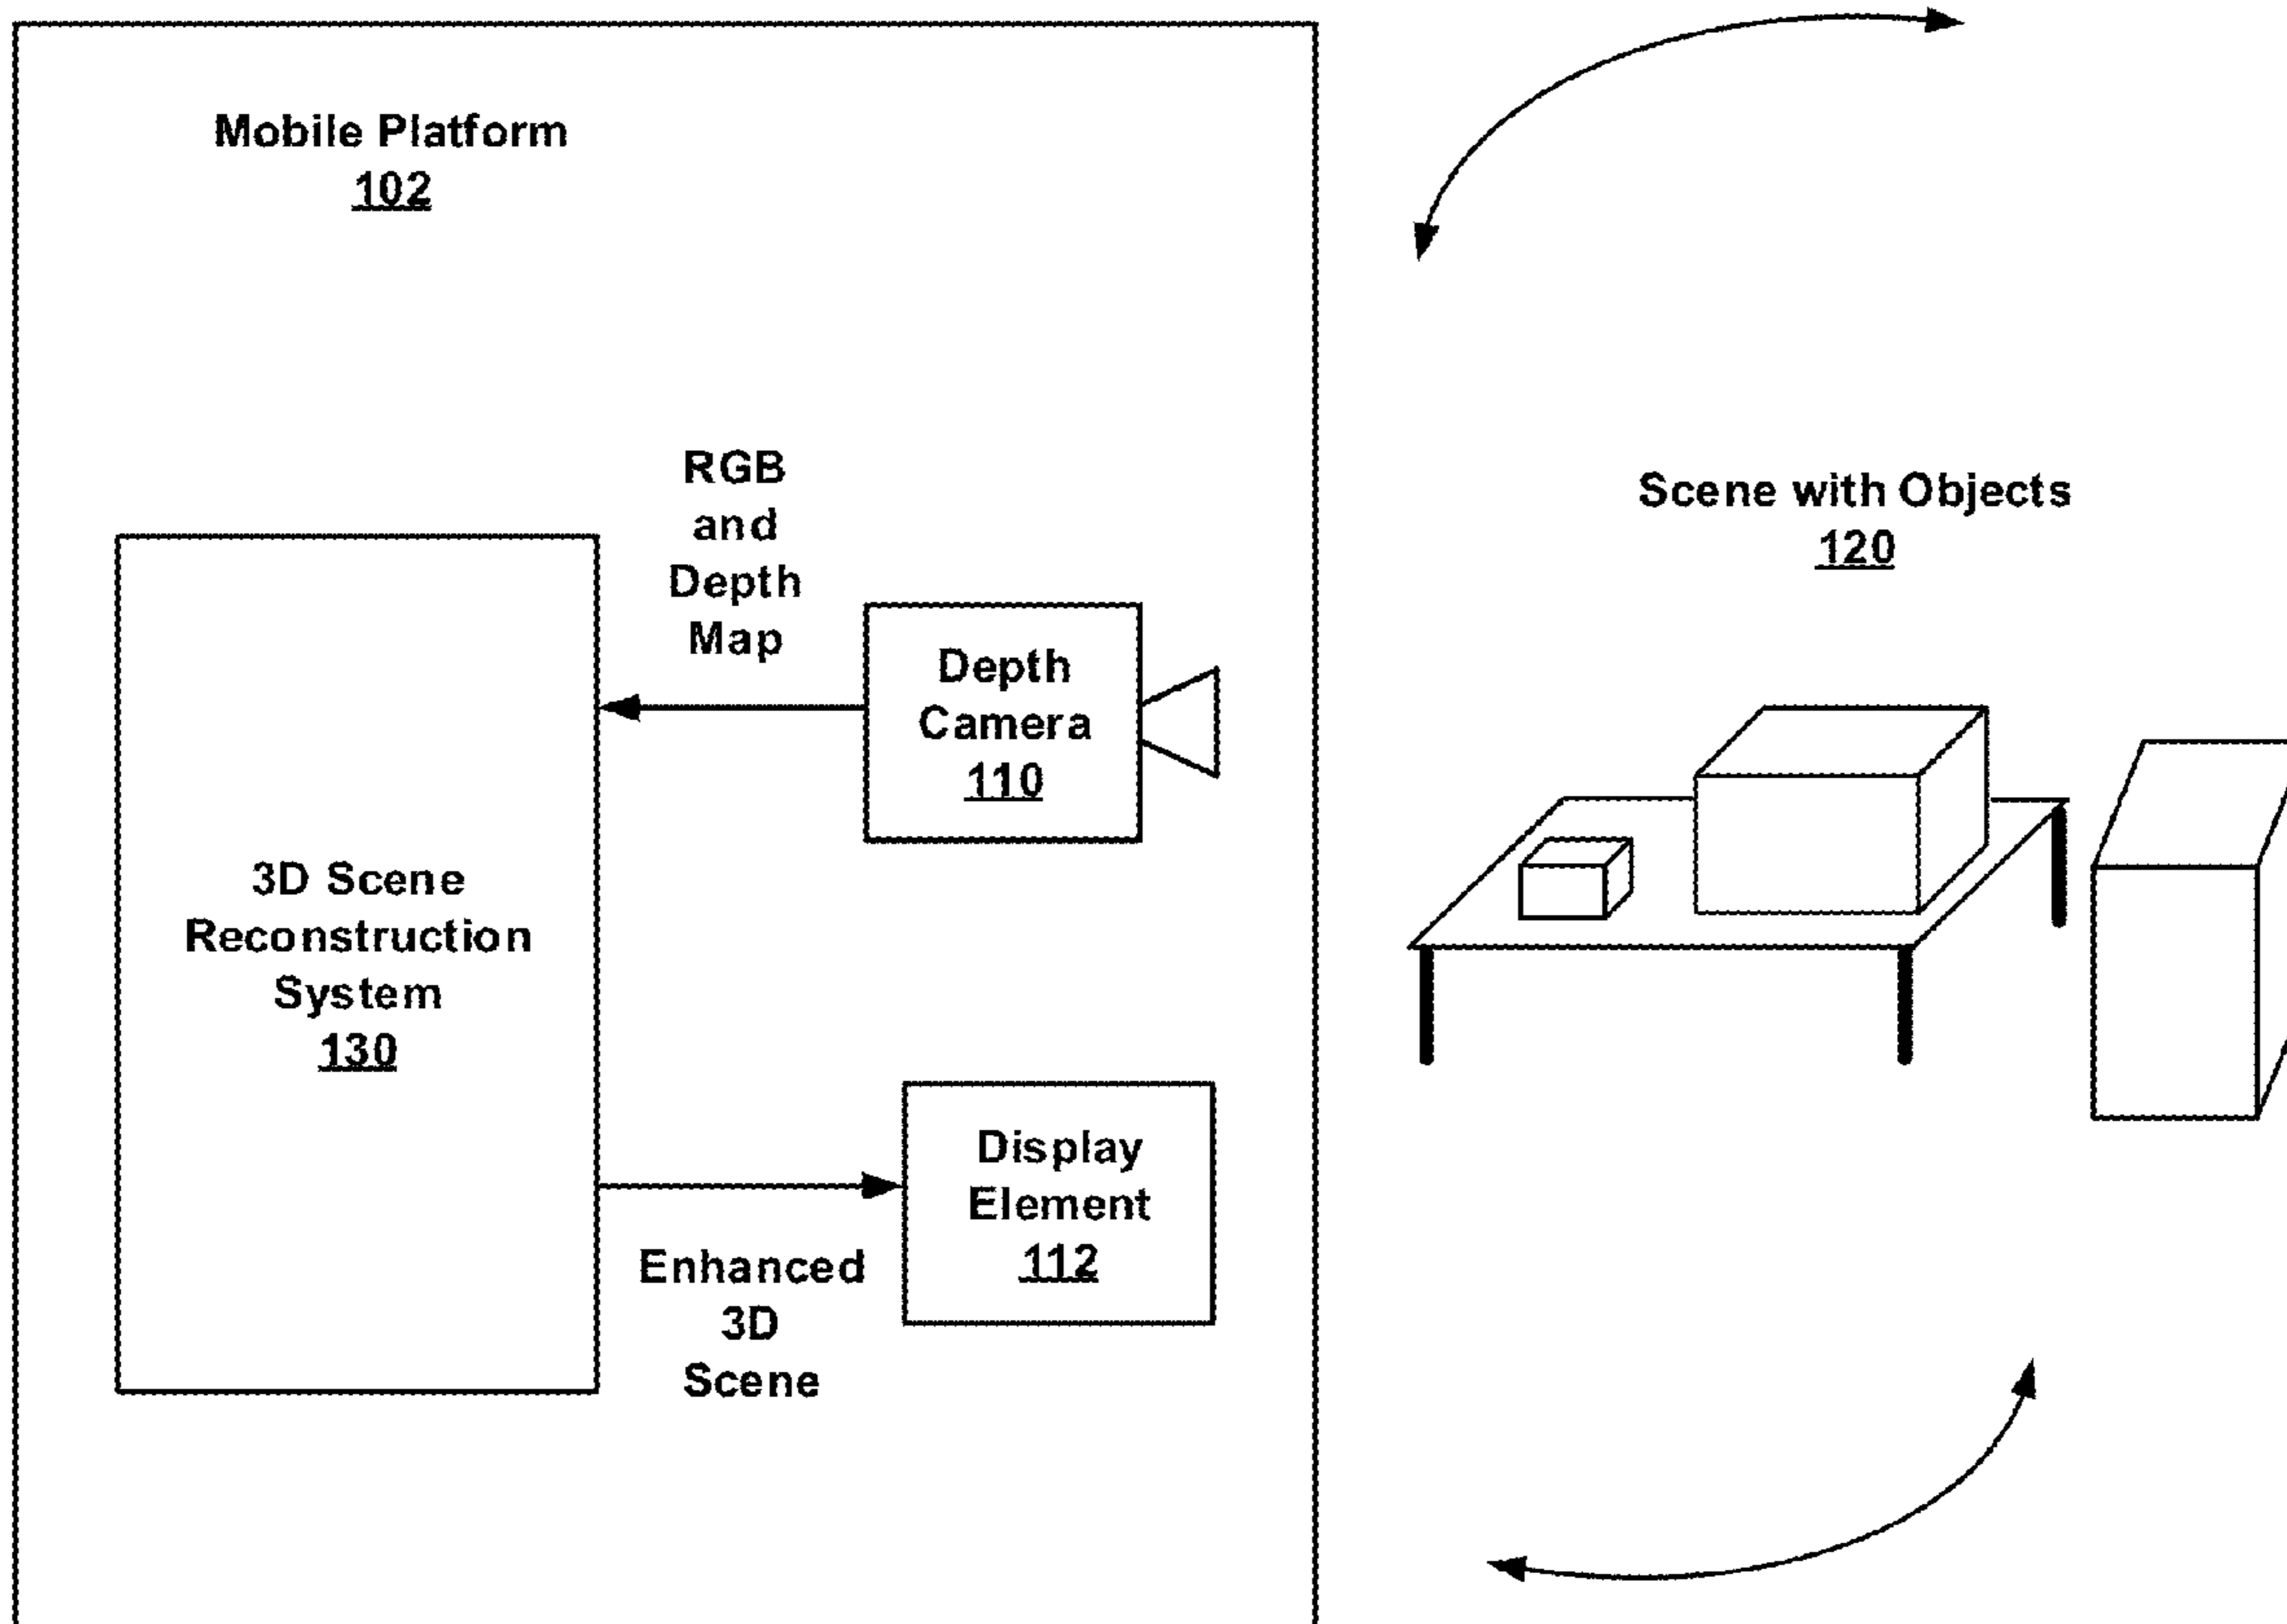 Mobile Platform
102
RGB
and
Depth
Map
Depth
Camera
110
Scene with Objects
120
3D Scene
Reconstruction
System
130
Display
Element
112
Enhanced
3D
Scene